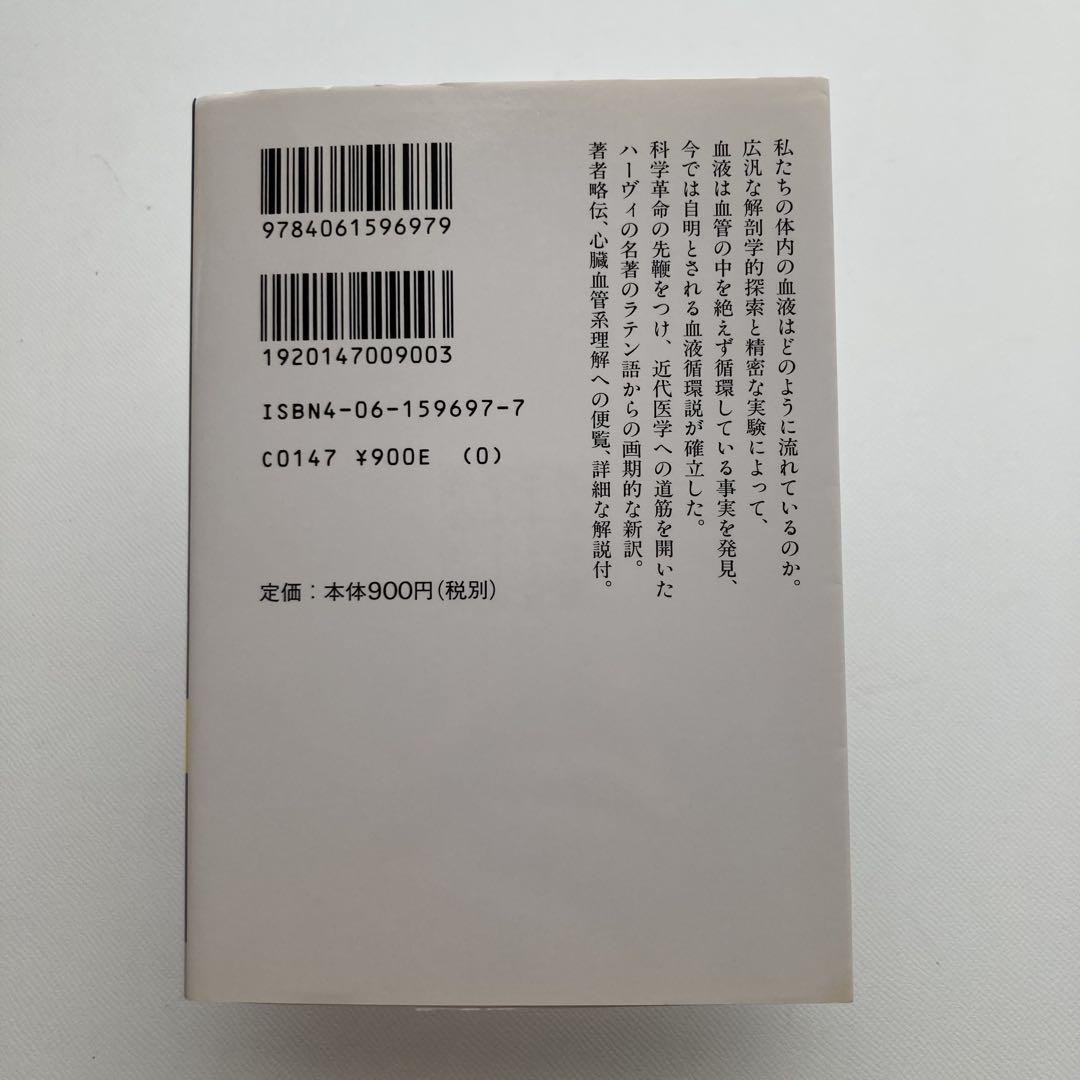 私たちの体内の血液はどのように流れているのか。
広汎な解剖学的探索と精密な実験によって、
血液は血管の中を絶えず循環している事実を発見、
今では自明とされる血液循環説が確立した。
科学革命の先鞭をつけ、近代医学への道筋を開いた
ハーヴィの名著のラテン語からの画期的な新訳。
著者略伝、心臓血管系理解への便覧、詳細な解説付。
9784061596979
1920147009003
ISBN4-06-159697-7
C0147 ¥900E (0)
定価：本体900円（税別）